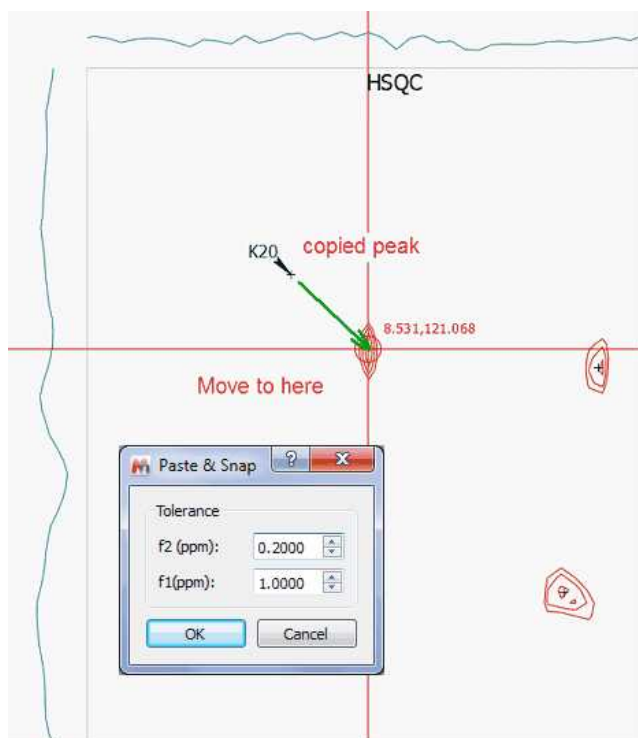 HSQC
K20
copied peak
8.531,121.068
Move to here
Paste & Snap
Tolerance
f2 (ppm): 0.2000
f1(ppm): 1.0000
OK Cancel